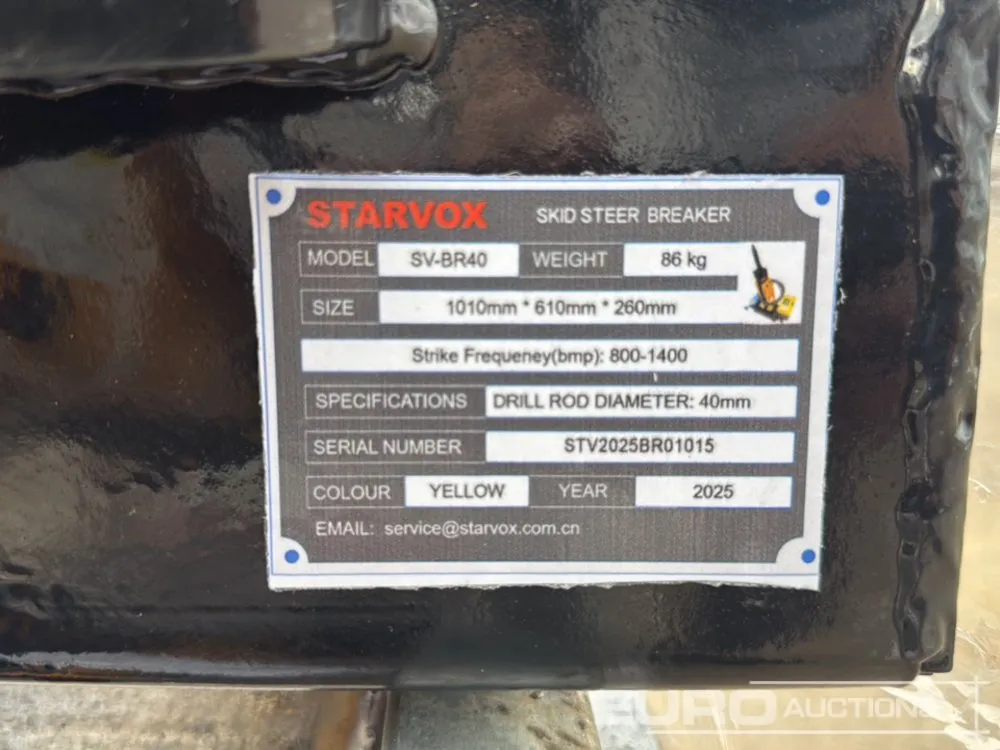 STARVOX SKID STEER BREAKER
MODEL SV-BR40 WEIGHT 86 kg
SIZE 1010mm * 610mm * 260mm
Strike Frequeney(bmp): 800-1400
SPECIFICATIONS DRILL ROD DIAMETER: 40mm
SERIAL NUMBER STV2025BR01015
COLOUR YELLOW YEAR 2025
EMAIL: service@starvox.com.cn
EURO AUCTIONS